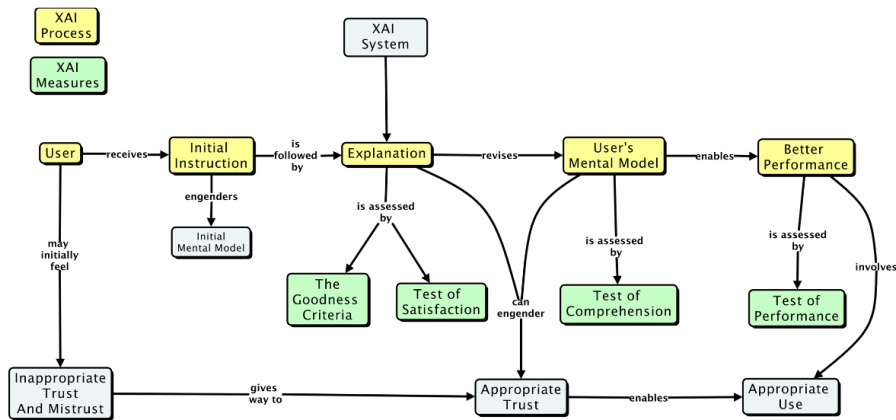 XAI
Process
XAI
Measures
XAI
System
User
receives
Initial
Instruction
is
followed
by
Explanation
revises
User's
Mental Model
enables
Better
Performance
engenders
Initial
Mental Model
may
initially
feel
is assessed
by
is assessed
by
is assessed
by
involves
The
Goodness
Criteria
Test of
Satisfaction
can
engender
Test of
Comprehension
Test of
Performance
Inappropriate
Trust
And Mistrust
gives
way to
Appropriate
Trust
enables
Appropriate
Use